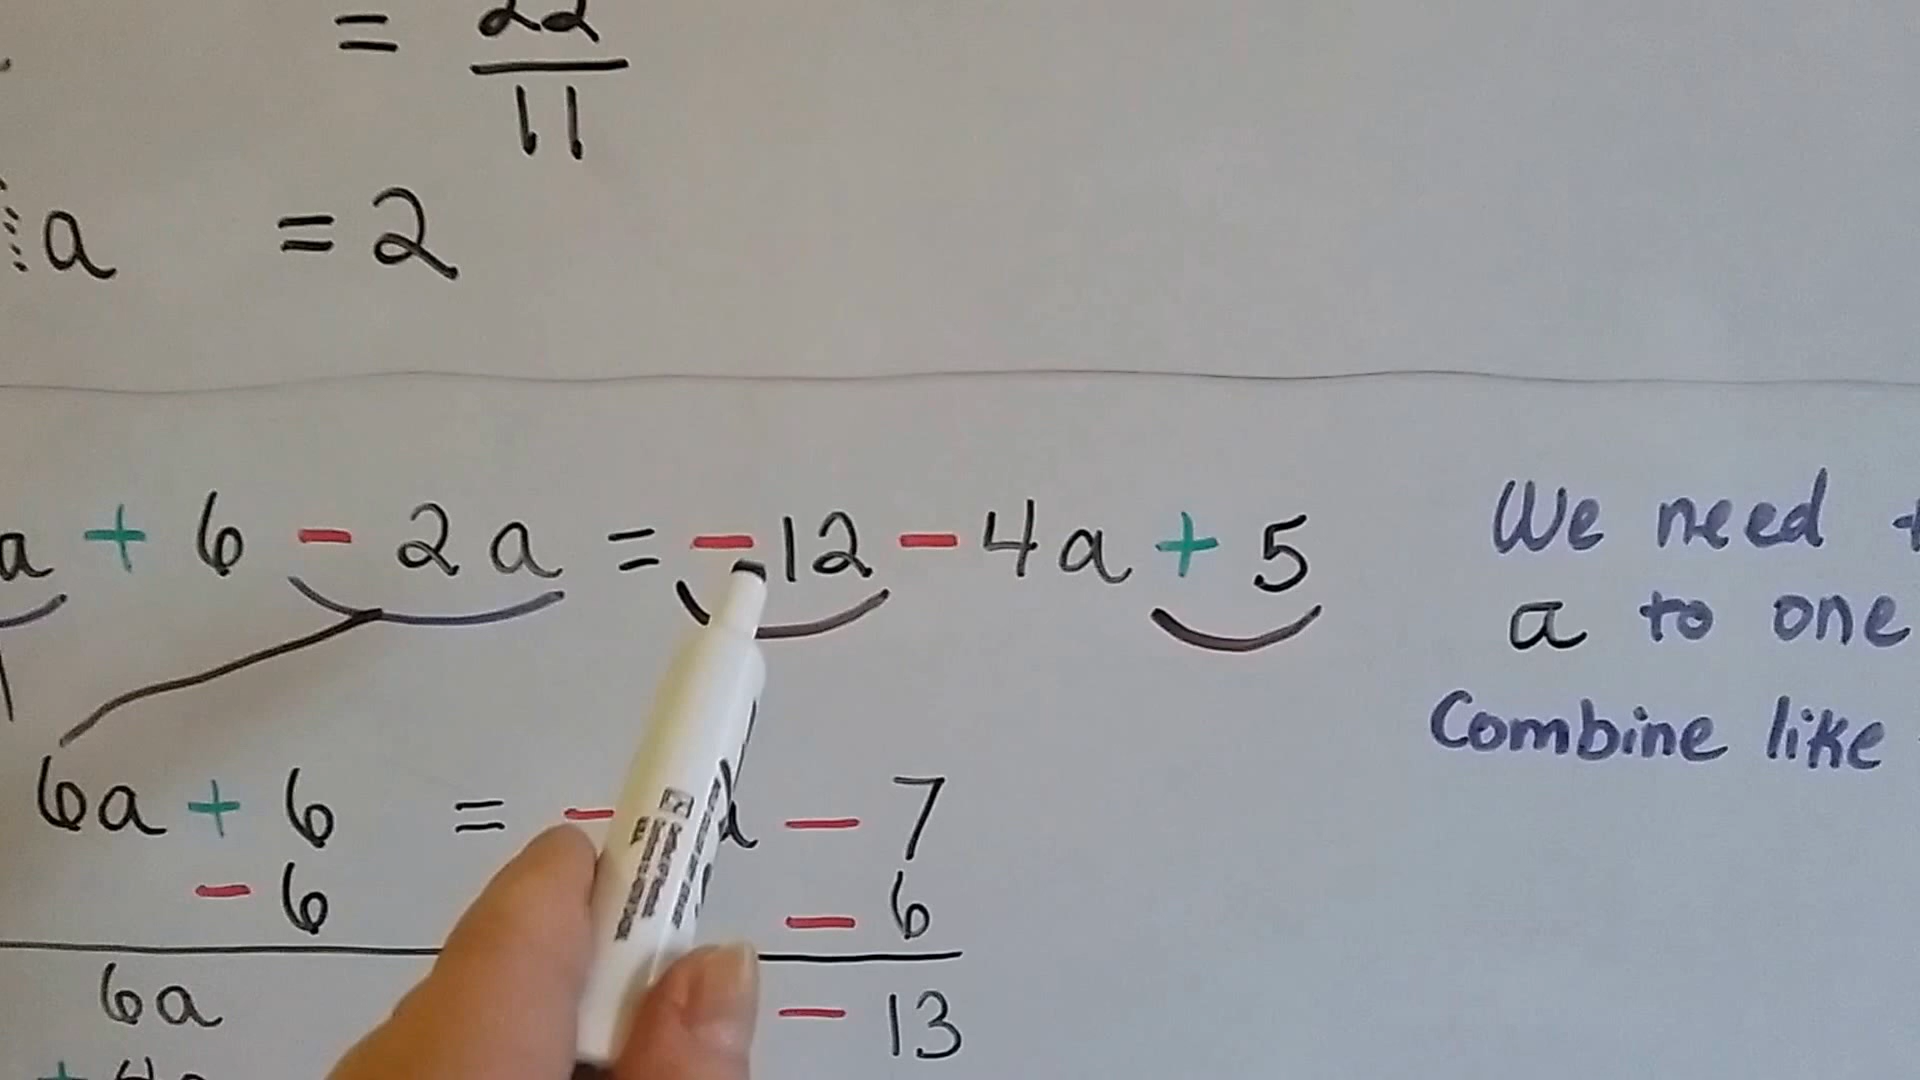 = 22
11
a = 2
a + 6 - 2a = -12 - 4a + 5
We need
a to one
6a + 6 = - - 7
Combine like
- 6 - 6
6a - 13
+ 4a